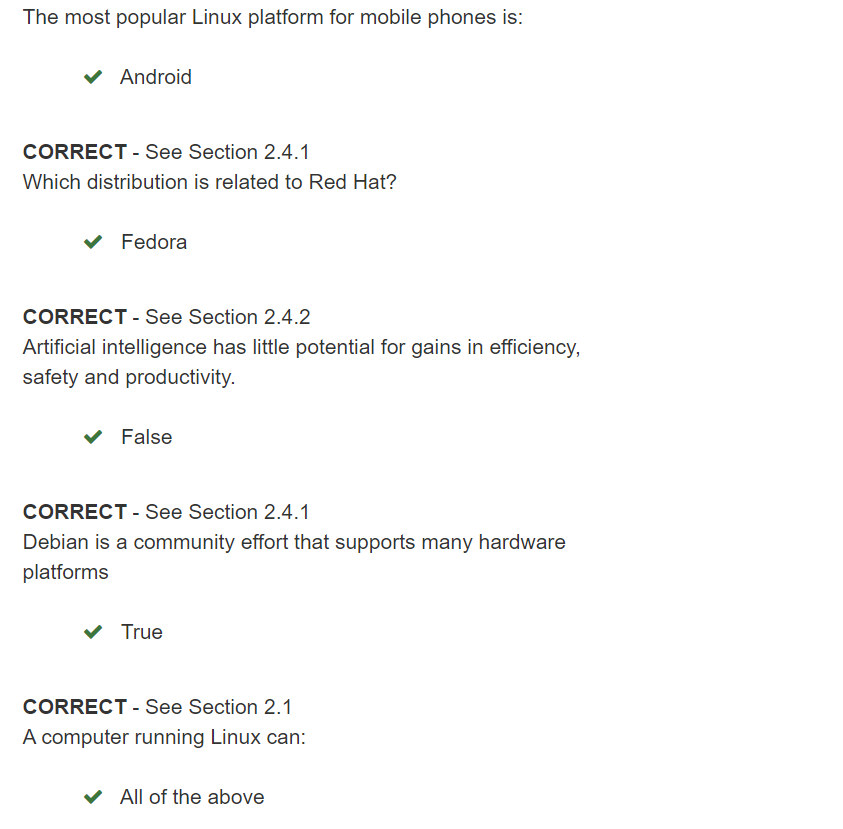 The most popular Linux platform for mobile phones is:
Android
CORRECT - See Section 2.4.1
Which distribution is related to Red Hat?
Fedora
CORRECT - See Section 2.4.2
Artificial intelligence has little potential for gains in efficiency,
safety and productivity.
False
CORRECT - See Section 2.4.1
Debian is a community effort that supports many hardware
platforms
True
CORRECT - See Section 2.1
A computer running Linux can:
All of the above